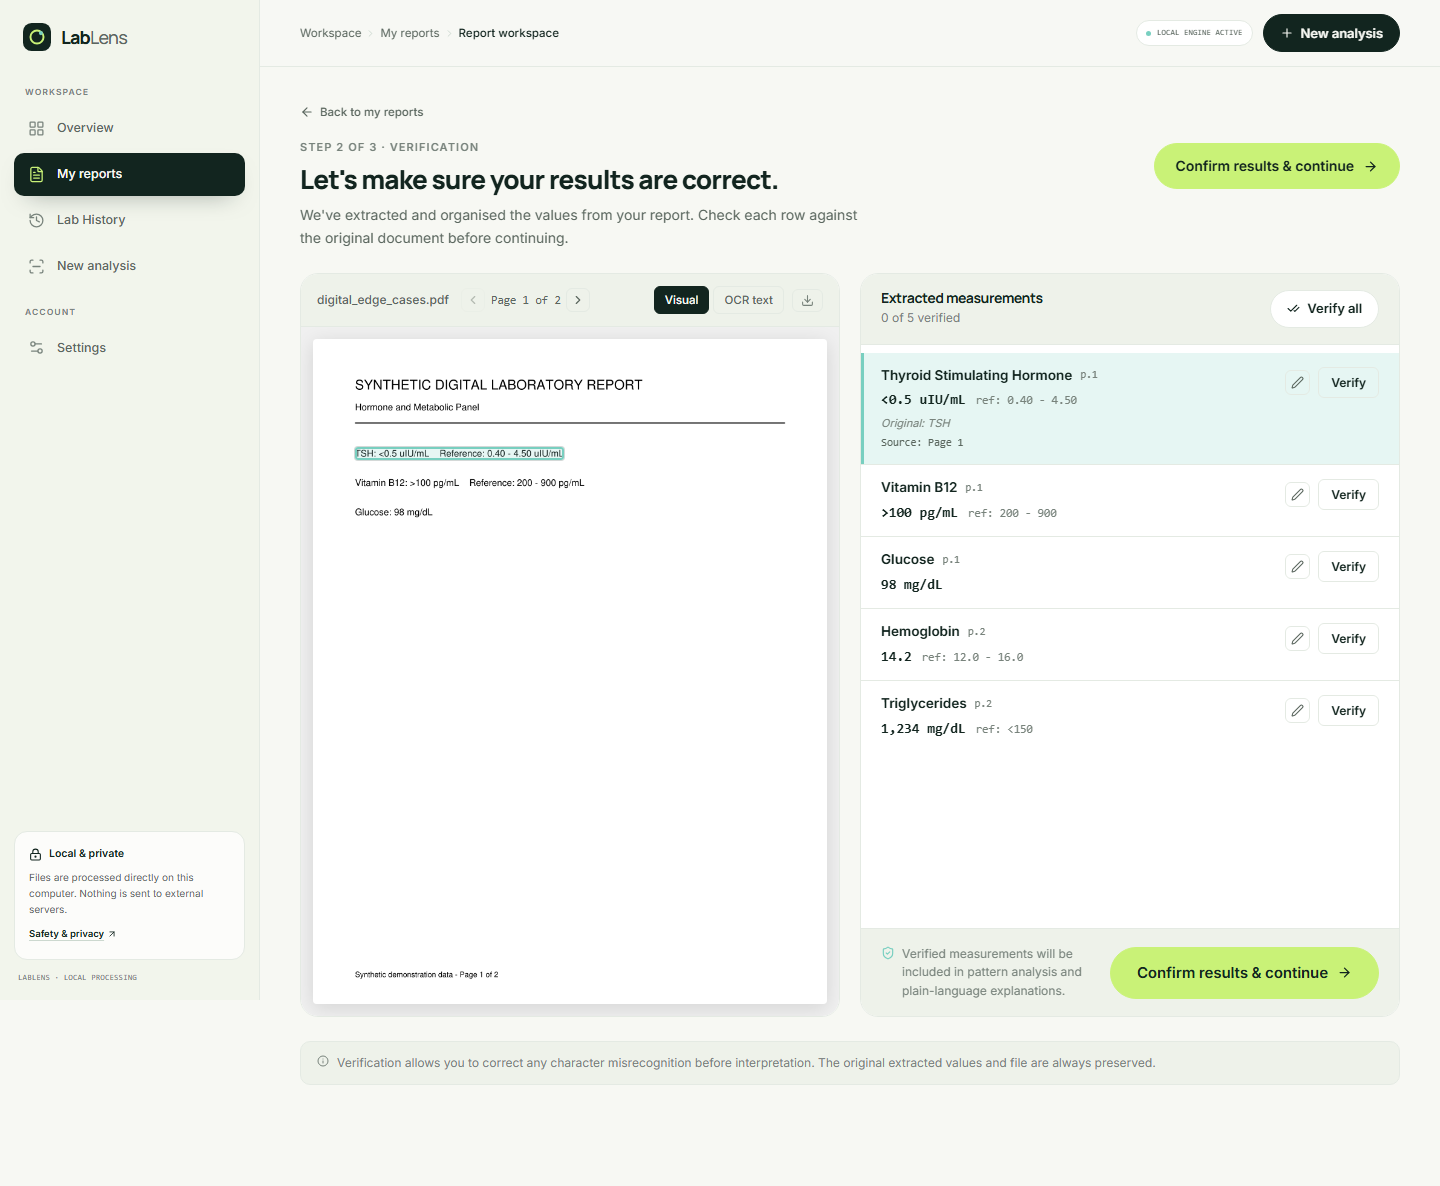 LabLens
WORKSPACE
Overview
My reports
Lab History
New analysis
ACCOUNT
Settings
Local & private
Files are processed directly on this
computer. Nothing is sent to external
servers.
Safety & privacy
LABLENS · LOCAL PROCESSING
Workspace My reports Report workspace
LOCAL ENGINE ACTIVE
New analysis
Back to my reports
STEP 2 OF 3 · VERIFICATION
Let's make sure your results are correct.
We've extracted and organised the values from your report. Check each row against
the original document before continuing.
Confirm results & continue
digital_edge_cases.pdf
Page 1 of 2
Visual
OCR text
SYNTHETIC DIGITAL LABORATORY REPORT
Hormone and Metabolic Panel
TSH: <0.5 uIU/mL Reference: 0.40 - 4.50 uIU/mL
Vitamin B12: >100 pg/mL Reference: 200 - 900 pg/mL
Glucose: 98 mg/dL
Synthetic demonstration data - Page 1 of 2
Extracted measurements
0 of 5 verified
Verify all
Thyroid Stimulating Hormone p.1
<0.5 uIU/mL ref: 0.40 - 4.50
Original: TSH
Source: Page 1
Verify
Vitamin B12 p.1
>100 pg/mL ref: 200 - 900
Verify
Glucose p.1
98 mg/dL
Verify
Hemoglobin p.2
14.2 ref: 12.0 - 16.0
Verify
Triglycerides p.2
1,234 mg/dL ref: <150
Verify
Verified measurements will be
included in pattern analysis and
plain-language explanations.
Confirm results & continue
Verification allows you to correct any character misrecognition before interpretation. The original extracted values and file are always preserved.